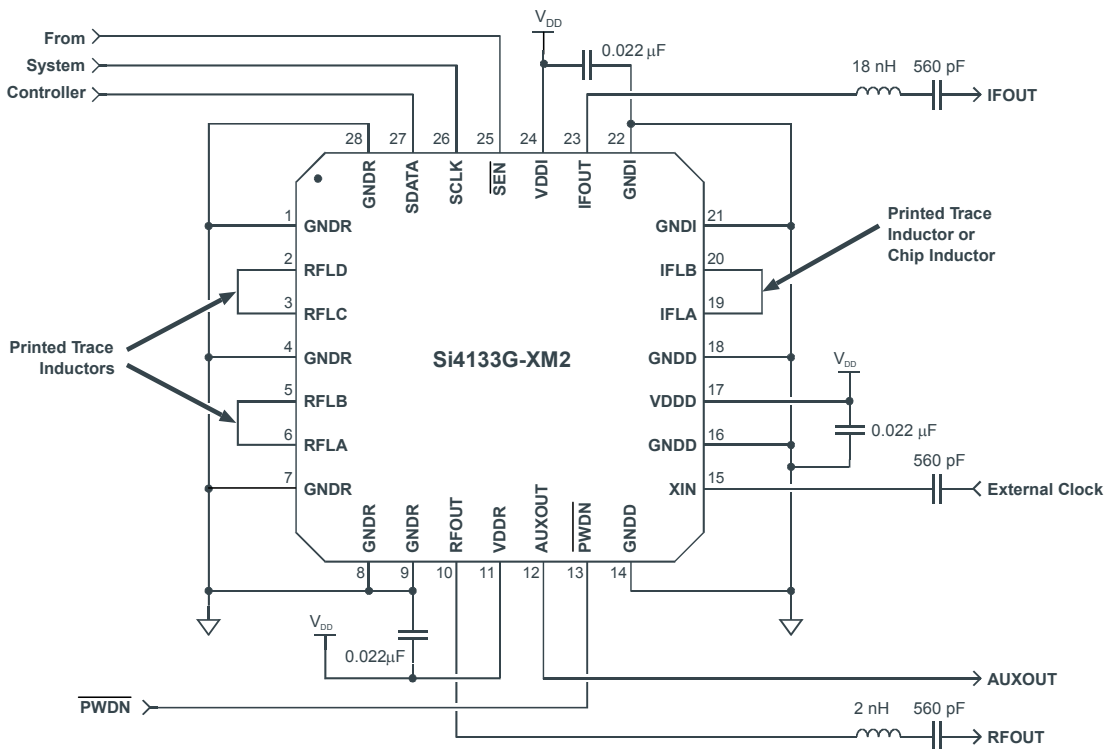 V_DD
From
System
Controller
0.022 μF
18 nH
560 pF
IFOUT
28
27
26
25
24
23
22
GNDR
SDATA
SCLK
S̅E̅N̅
VDDI
IFOUT
GNDI
1
GNDR
2
RFLD
3
RFLC
4
GNDR
5
RFLB
6
RFLA
7
GNDR
Printed Trace
Inductors
Si4133G-XM2
GNDI
21
IFLB
20
IFLA
19
GNDD
18
VDDD
17
GNDD
16
XIN
15
Printed Trace
Inductor or
Chip Inductor
V_DD
0.022 μF
560 pF
External Clock
GNDR
GNDR
RFOUT
VDDR
AUXOUT
P̅W̅D̅N̅
GNDD
8
9
10
11
12
13
14
V_DD
0.022μF
AUXOUT
P̅W̅D̅N̅
2 nH
560 pF
RFOUT